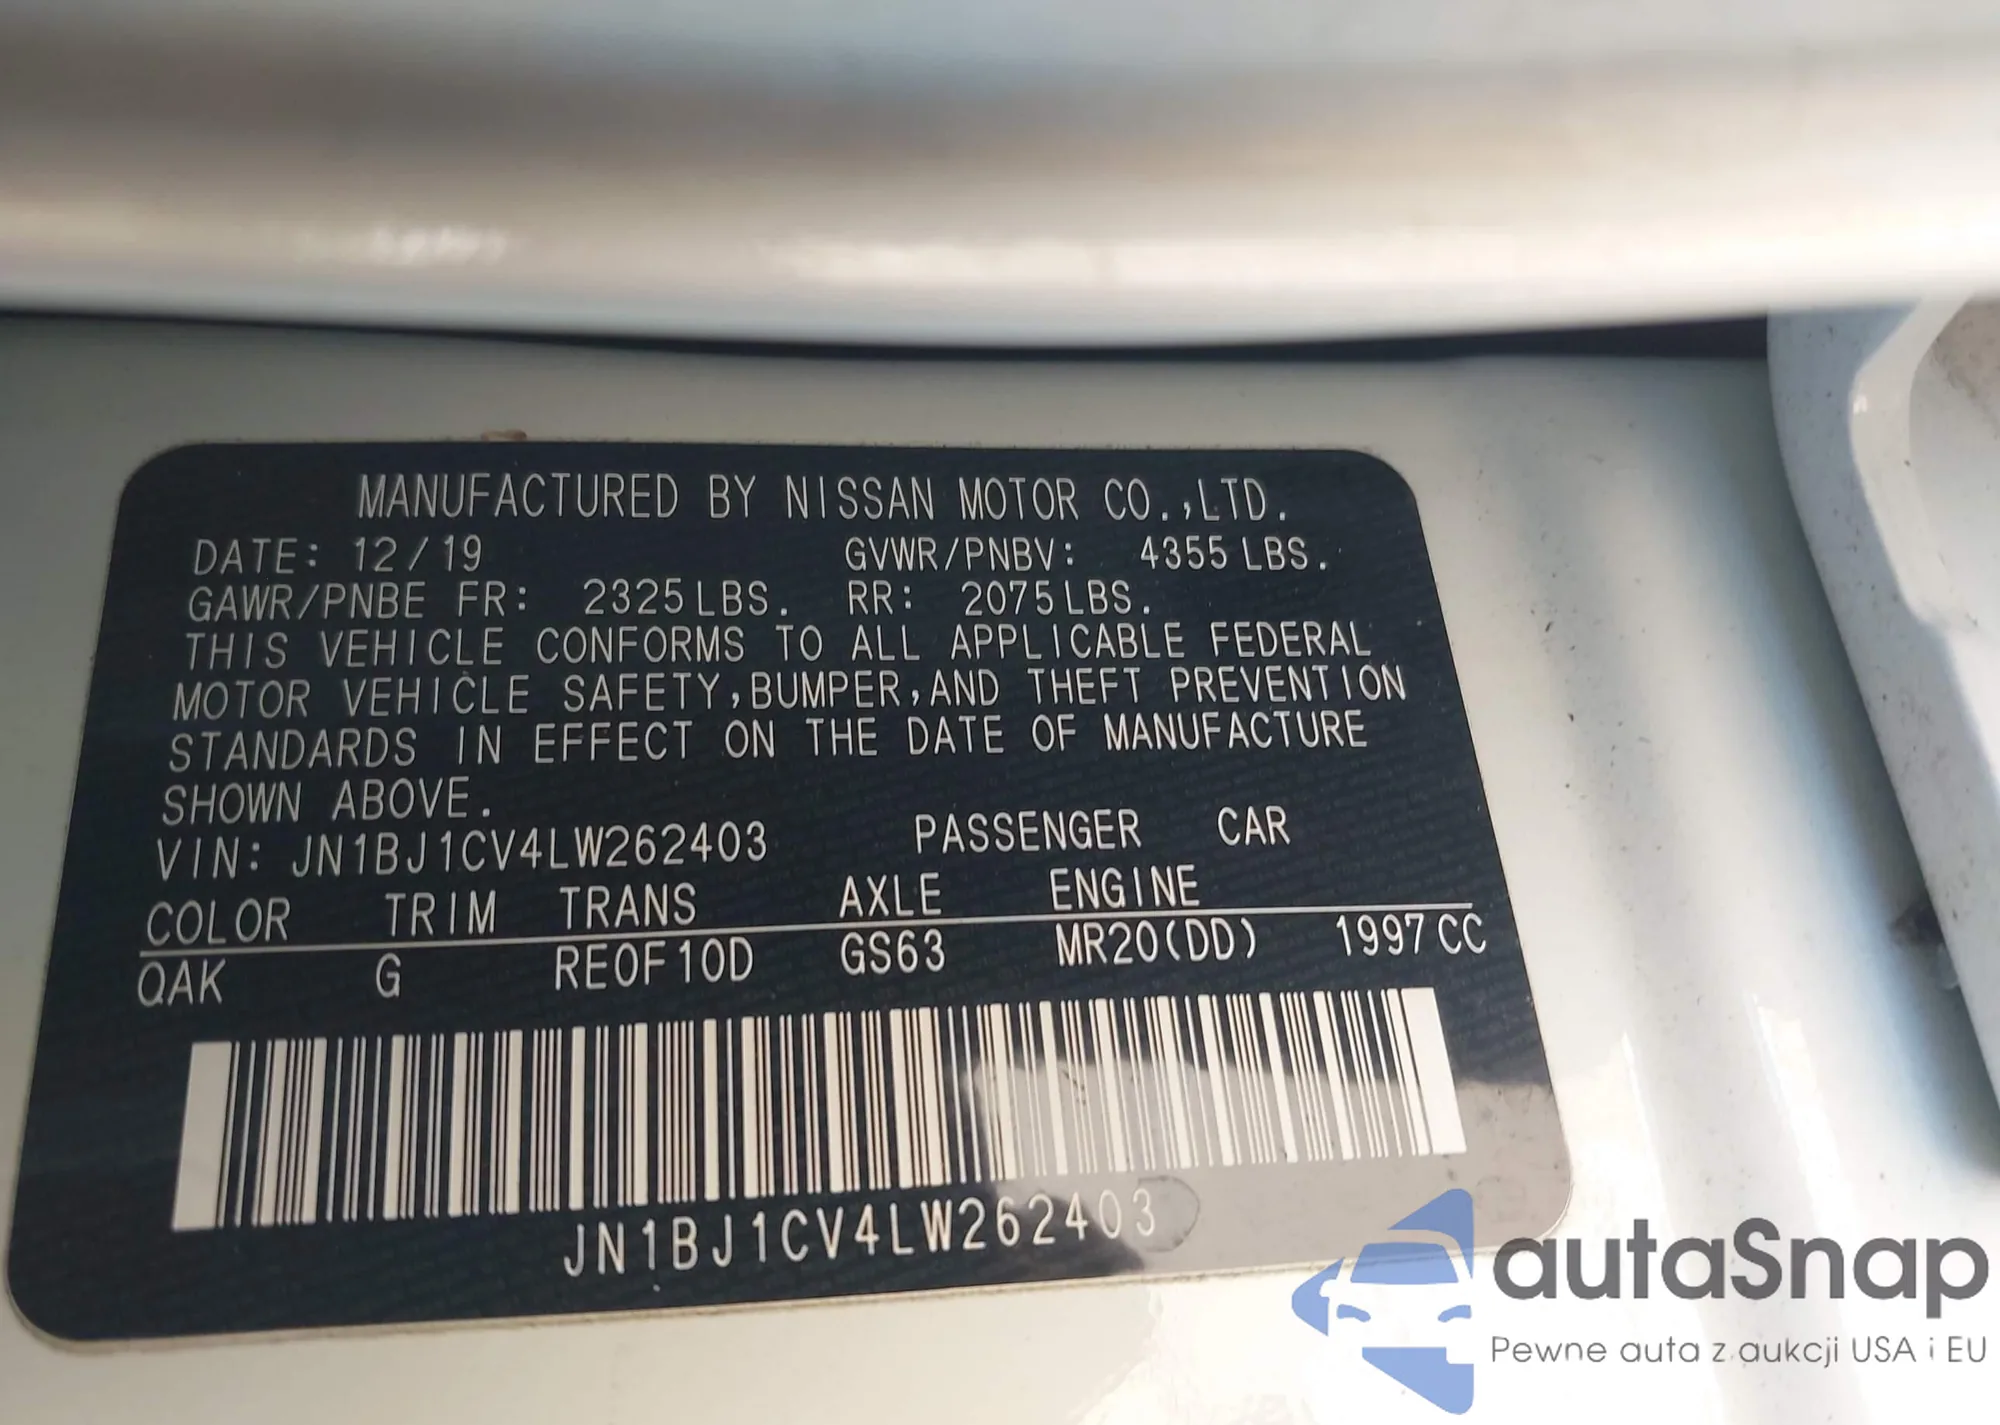 MANUFACTURED BY NISSAN MOTOR CO.,LTD.
DATE: 12/19 GVWR/PNBV: 4355 LBS.
GAWR/PNBE FR: 2325 LBS. RR: 2075 LBS.
THIS VEHICLE CONFORMS TO ALL APPLICABLE FEDERAL
MOTOR VEHICLE SAFETY,BUMPER,AND THEFT PREVENTION
STANDARDS IN EFFECT ON THE DATE OF MANUFACTURE
SHOWN ABOVE.
VIN: JN1BJ1CV4LW262403 PASSENGER CAR
COLOR TRIM TRANS AXLE ENGINE
QAK G RE0F10D GS63 MR20(DD) 1997 CC
JN1BJ1CV4LW262403
autaSnap
Pewne auta z aukcji USA i EU